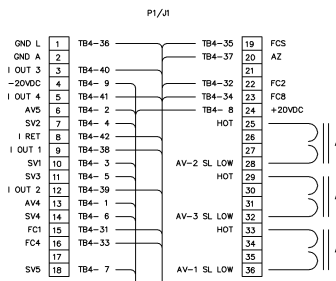 P1/J1
GND L 1 TB4-36 TB4-35 19 FCS
GND A 2 TB4-37 20 AZ
I OUT 3 3 TB4-40 21
-20VDC 4 TB4- 9 TB4-32 22 FC2
I OUT 4 5 TB4-41 TB4-34 23 FC8
AV5 6 TB4- 2 TB4- 8 24 +20VDC
SV2 7 TB4- 4 HOT 25
I RET 8 TB4-42 26
I OUT 1 9 TB4-38 27
SV1 10 TB4- 3 AV-2 SL LOW 28
SV3 11 TB4- 5 HOT 29
I OUT 2 12 TB4-39 30
AV4 13 TB4- 1 31
SV4 14 TB4- 6 AV-3 SL LOW 32
FC1 15 TB4-31 HOT 33
FC4 16 TB4-33 34
17 35
SV5 18 TB4- 7 AV-1 SL LOW 36